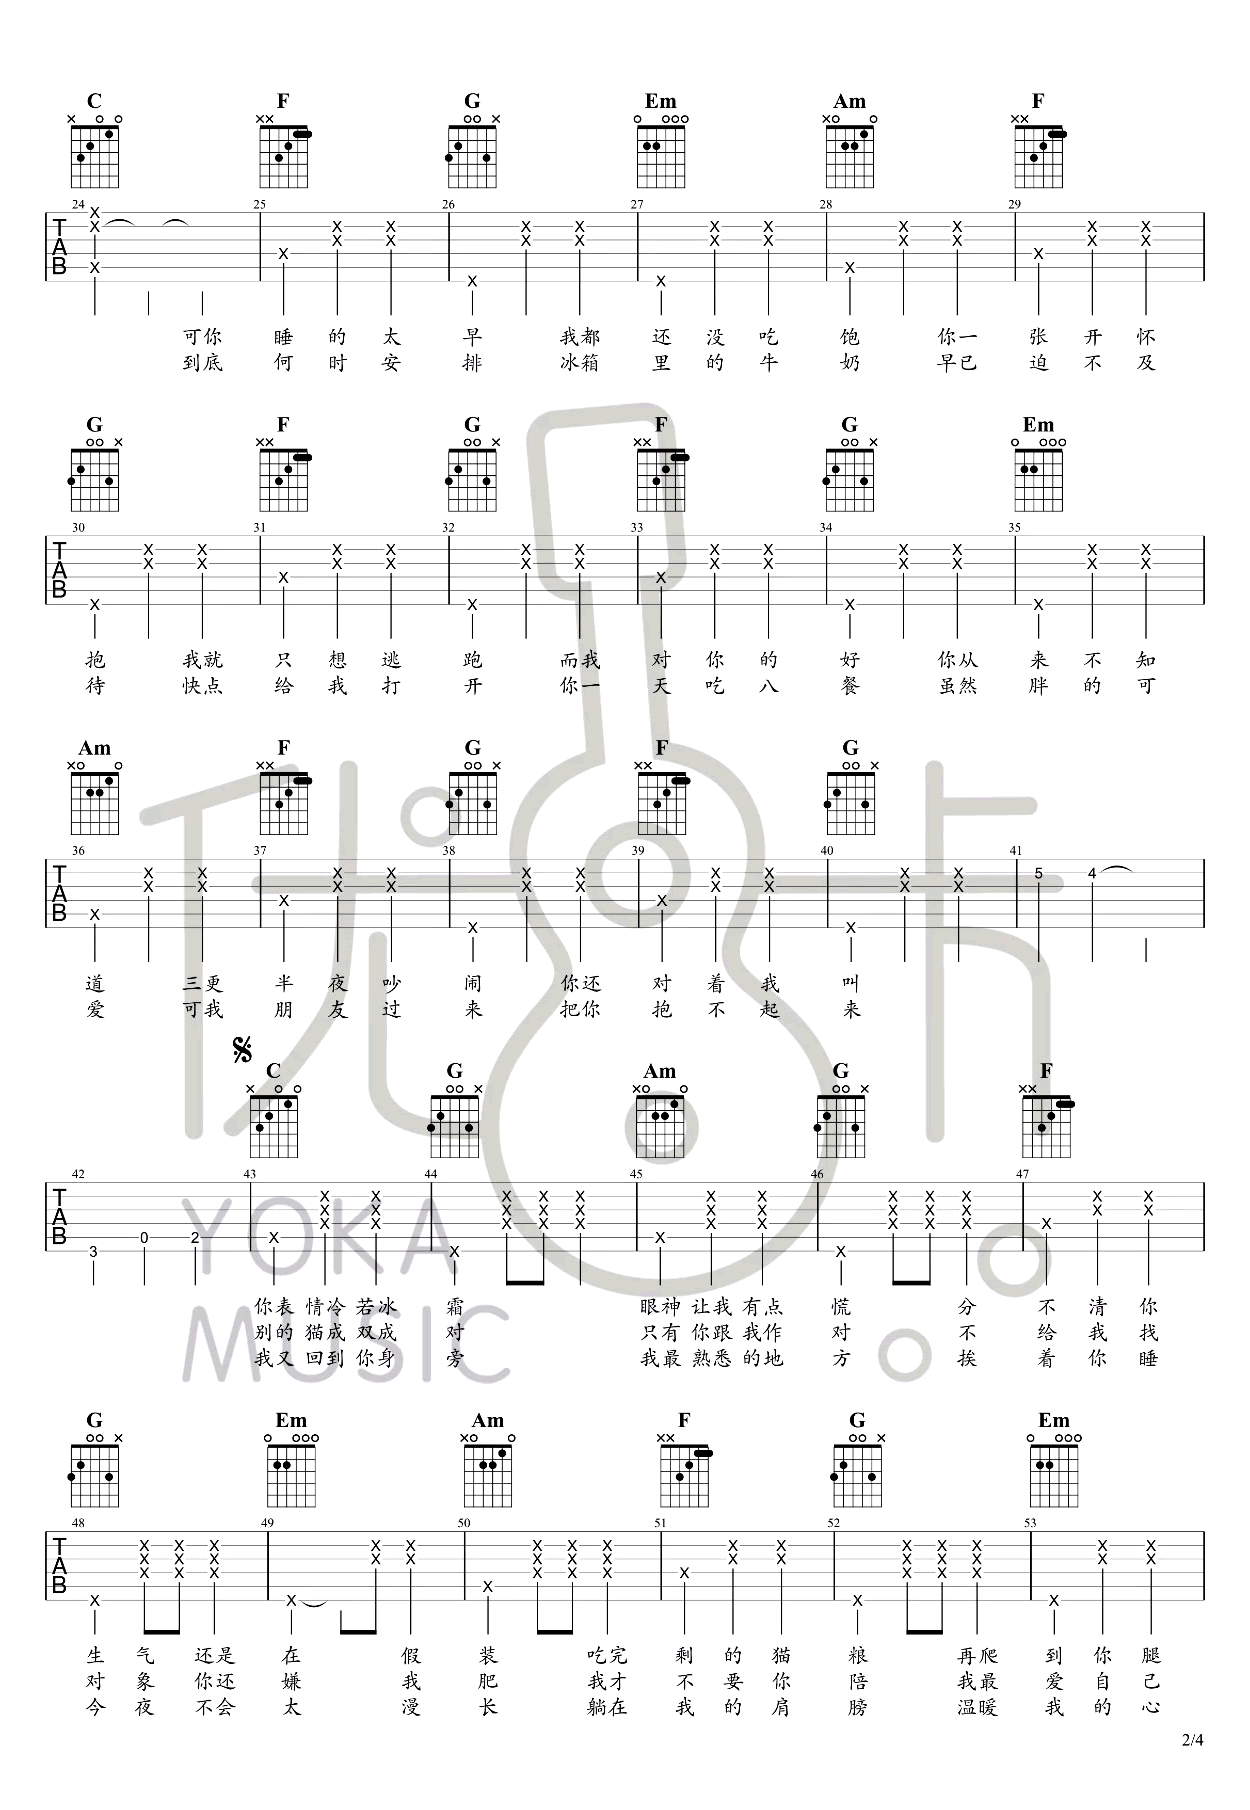 C F G Em Am F
24 25 26 27 28 29
TAB
可你 睡 的 太 早 我都 还 没 吃 饱 你一 张 开 怀
到底 何 时 安 排 冰箱 里 的 牛 奶 早已 迫 不 及
G F G F G Em
30 31 32 33 34 35
TAB
抱 我就 只 想 逃 跑 而我 对 你 的 好 你从 来 不 知
待 快点 给 我 打 开 你一 天 吃 八 餐 虽然 胖 的 可
Am F G F G
36 37 38 39 40 41
TAB 5 4
道 三更 半 夜 吵 闹 你还 对 着 我 叫
爱 可我 朋 友 过 来 把你 抱 不 起 来
C G Am G F
42 43 44 45 46 47
TAB 3 0 2
你表 情冷 若冰 霜 眼神 让我 有点 慌 分 不 清 你
别的 猫成 双成 对 只有 你跟 我作 对 不 给 我 找
我又 回到 你身 旁 我最 熟悉 的地 方 挨 着 你 睡
优卡
YOKA
MUSIC
G Em Am F G Em
48 49 50 51 52 53
TAB
生 气 还是 在 假 装 吃完 剩 的 猫 粮 再爬 到 你 腿
对 象 你还 嫌 我 肥 我才 不 要 你 陪 我最 爱 自 己
今 夜 不会 太 漫 长 躺在 我 的 肩 膀 温暖 我 的 心
2/4